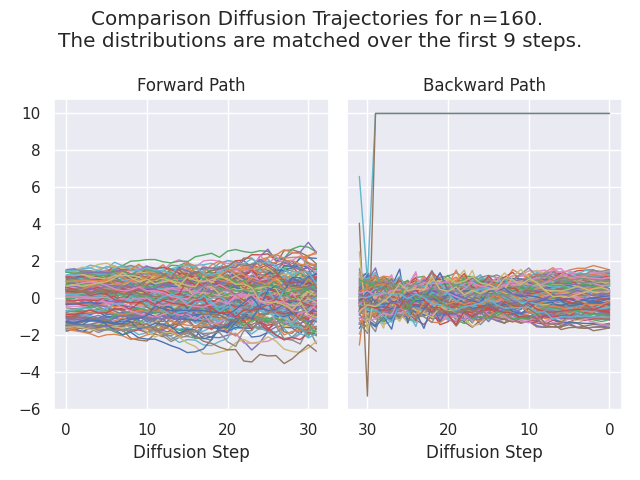 Comparison Diffusion Trajectories for n=160.
The distributions are matched over the first 9 steps.
Forward Path
Backward Path
10
8
6
4
2
0
−2
−4
−6
0 10 20 30
30 20 10 0
Diffusion Step
Diffusion Step